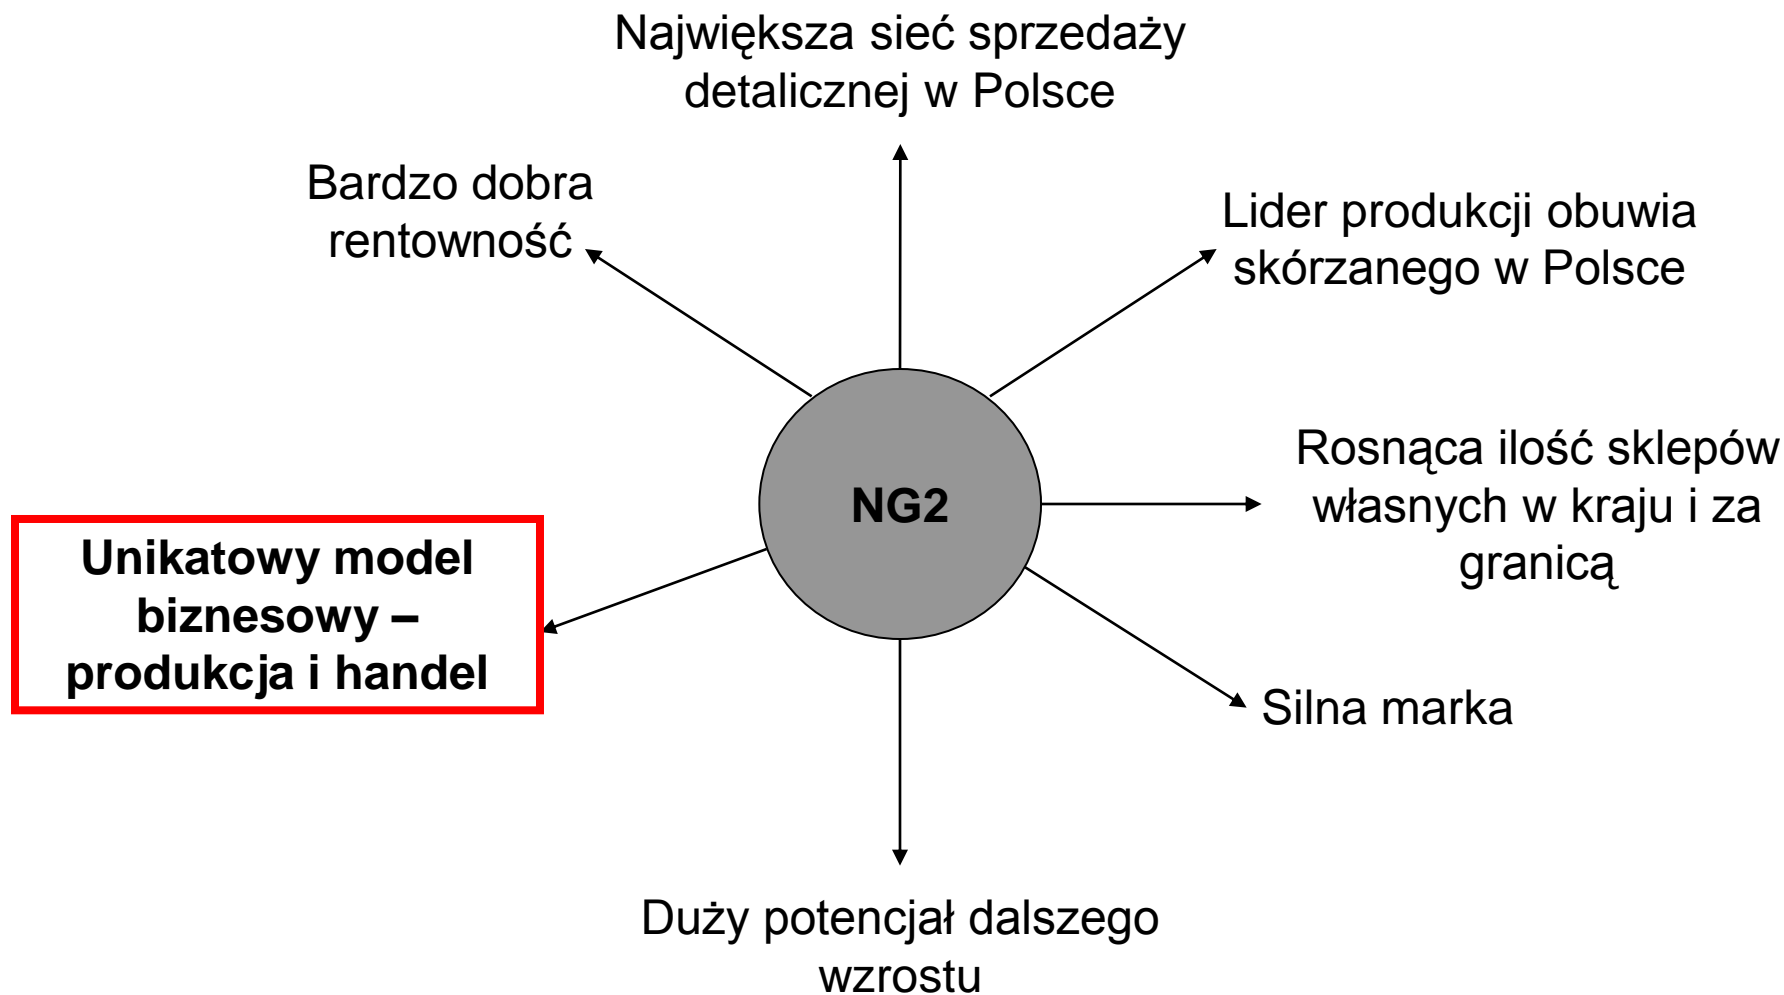 Największa sieć sprzedaży
detalicznej w Polsce
Bardzo dobra
rentowność
Lider produkcji obuwia
skórzanego w Polsce
Rosnąca ilość sklepów
własnych w kraju i za
granicą
NG2
Unikatowy model
biznesowy –
produkcja i handel
Silna marka
Duży potencjał dalszego
wzrostu